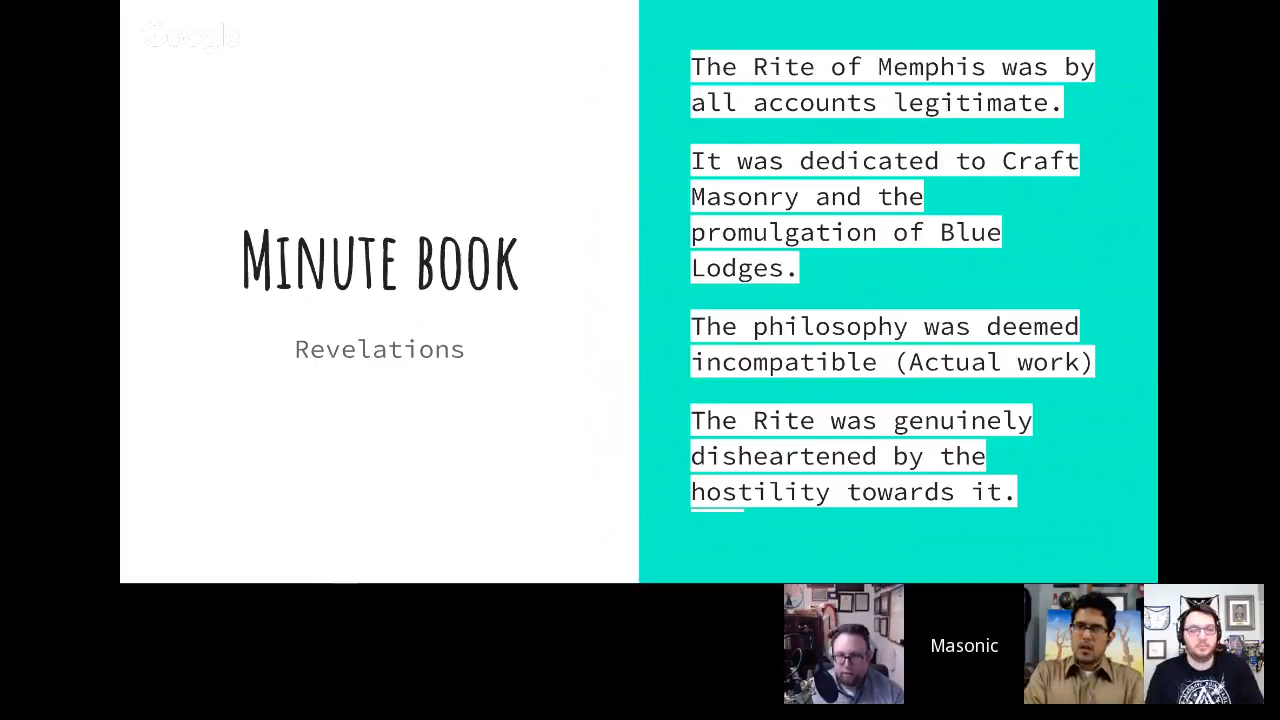 Google
Minute book
Revelations
The Rite of Memphis was by
all accounts legitimate.
It was dedicated to Craft
Masonry and the
promulgation of Blue
Lodges.
The philosophy was deemed
incompatible (Actual work)
The Rite was genuinely
disheartened by the
hostility towards it.
Masonic